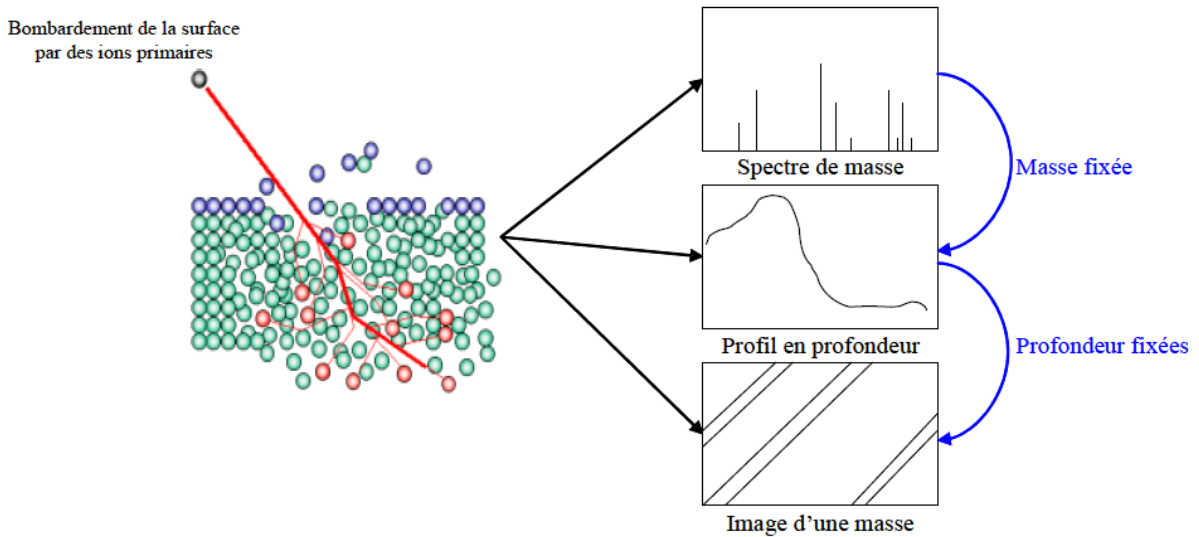 Bombardement de la surface
par des ions primaires
Spectre de masse
Masse fixée
Profil en profondeur
Profondeur fixées
Image d'une masse